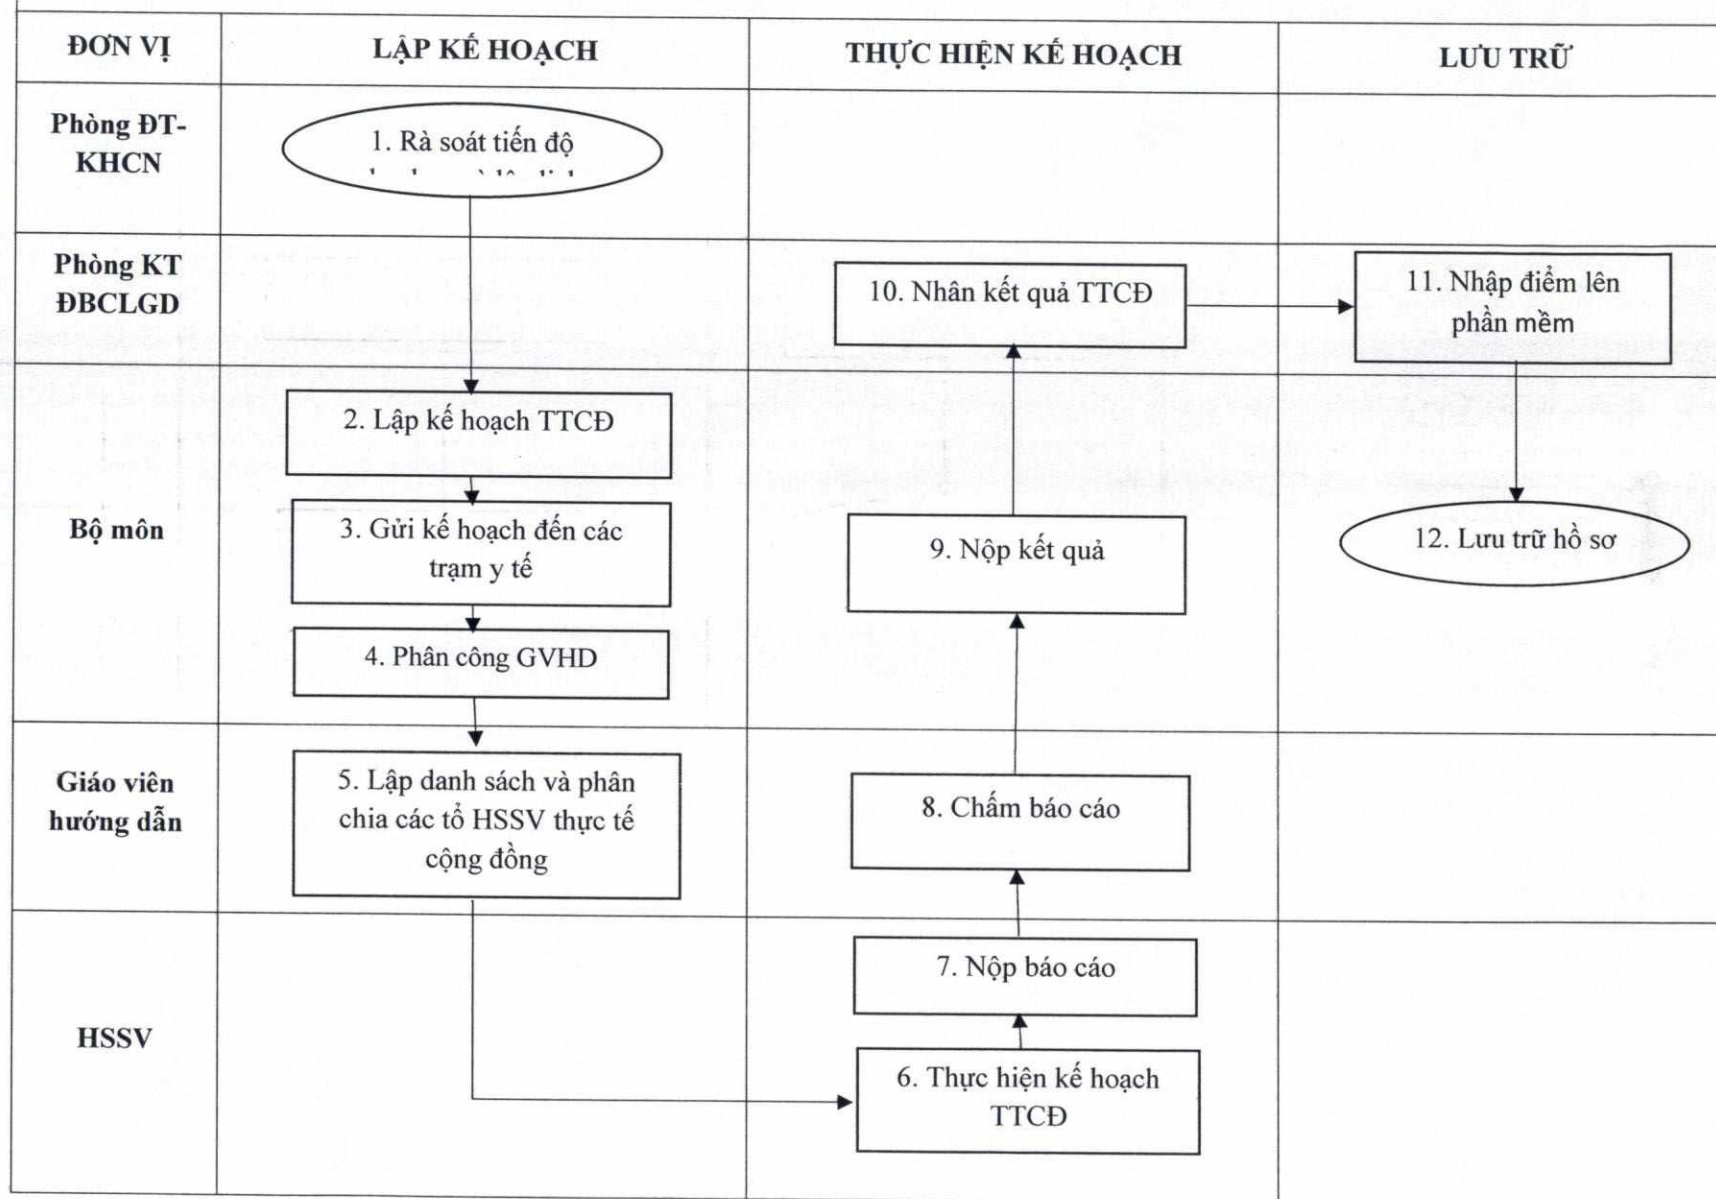 ĐƠN VỊ
LẬP KẾ HOẠCH
THỰC HIỆN KẾ HOẠCH
LƯU TRỮ
Phòng ĐT-
KHCN
1. Rà soát tiến độ
Phòng KT
ĐBCLGD
10. Nhân kết quả TTCĐ
11. Nhập điểm lên
phần mềm
Bộ môn
2. Lập kế hoạch TTCĐ
3. Gửi kế hoạch đến các
trạm y tế
4. Phân công GVHD
9. Nộp kết quả
12. Lưu trữ hồ sơ
Giáo viên
hướng dẫn
5. Lập danh sách và phân
chia các tổ HSSV thực tế
cộng đồng
8. Chấm báo cáo
HSSV
7. Nộp báo cáo
6. Thực hiện kế hoạch
TTCĐ